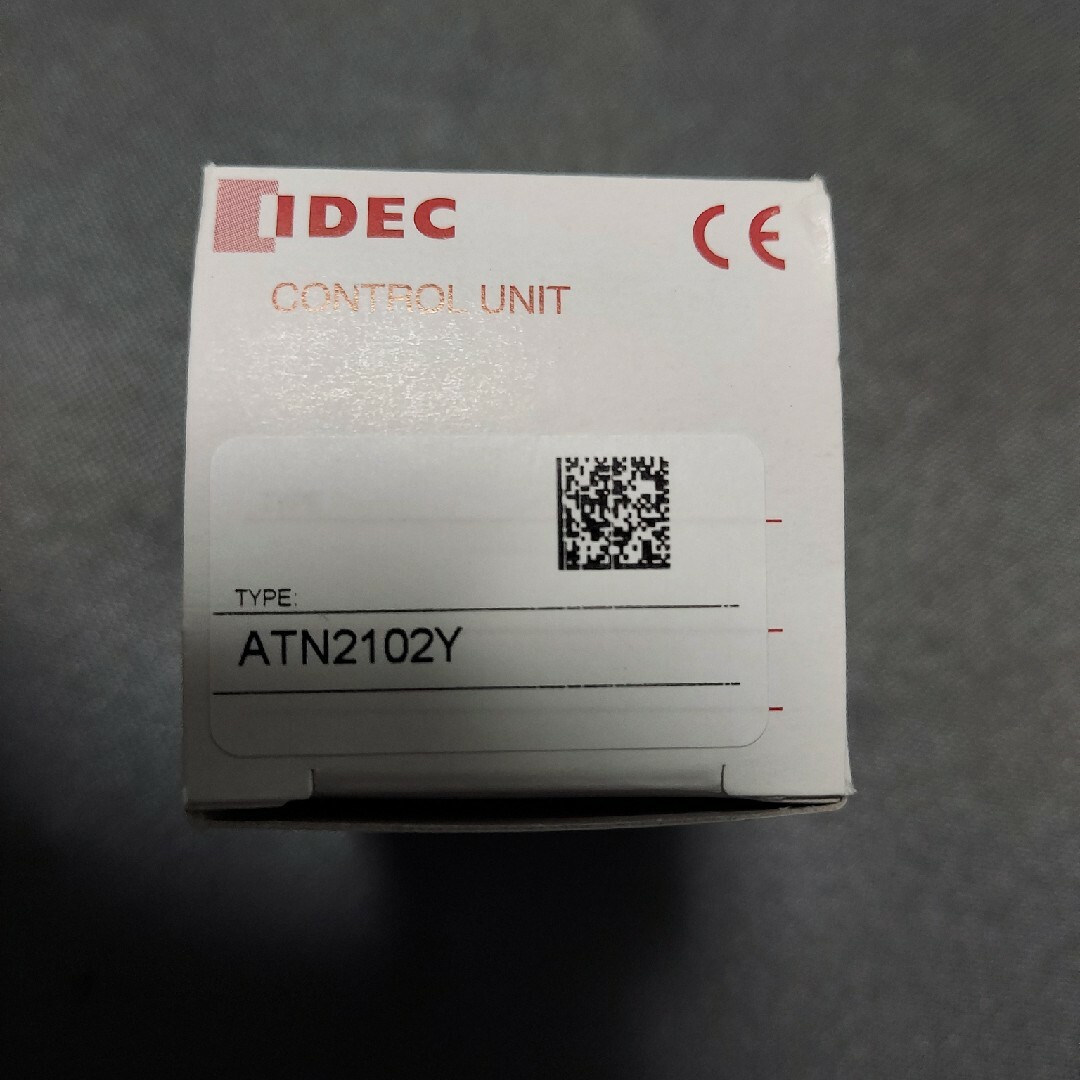 IDEC
CE
CONTROL UNIT
TYPE:
ATN2102Y